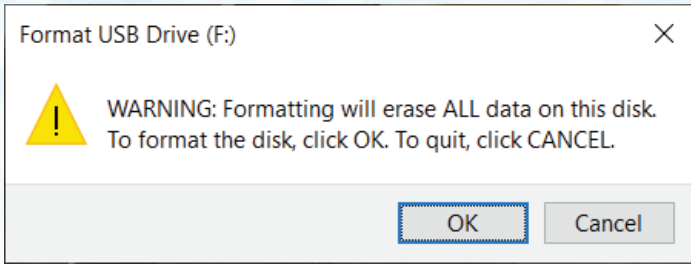 Format USB Drive (F:)
WARNING: Formatting will erase ALL data on this disk.
To format the disk, click OK. To quit, click CANCEL.
OK
Cancel